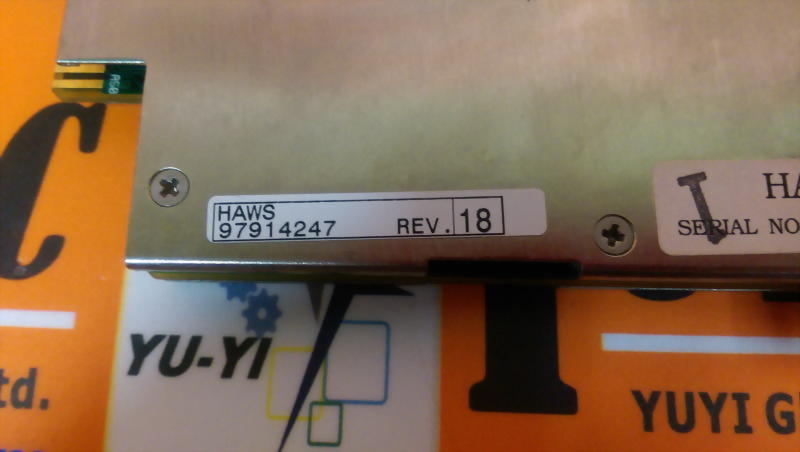 HAWS
97914247 REV. 18
HA
SERIAL NO
YU-YI
td.
YUYI G